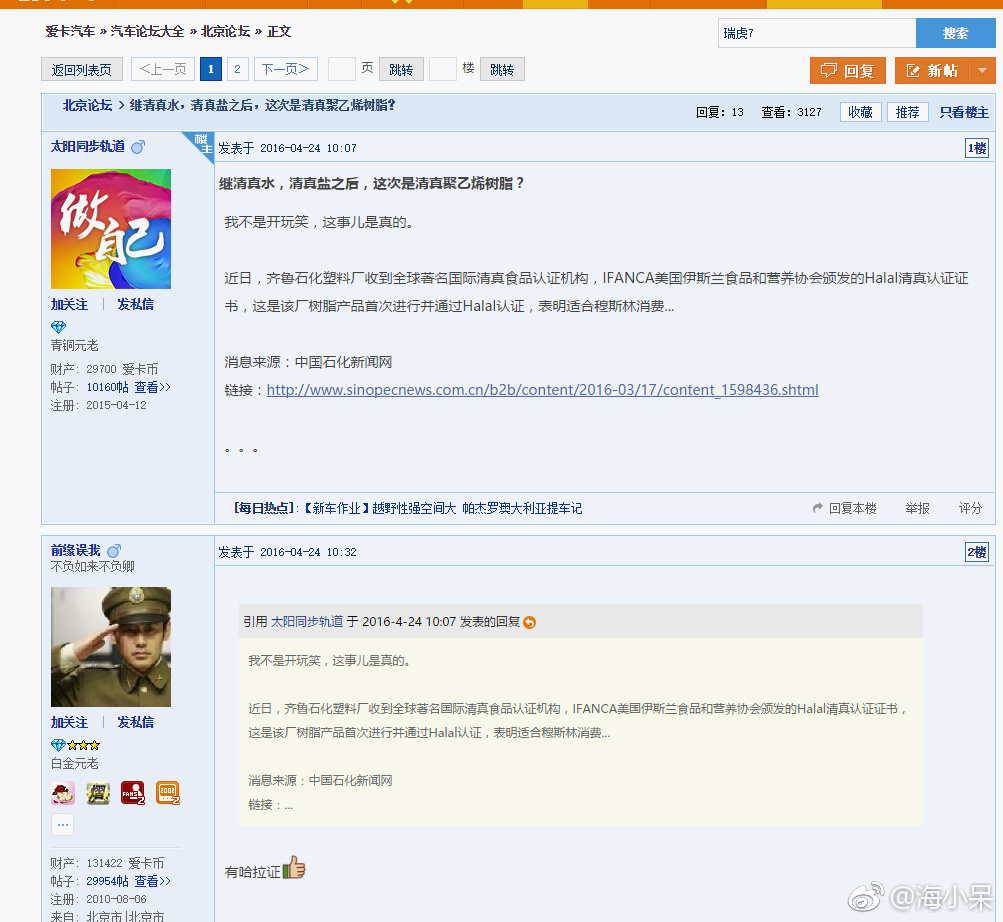 爱卡汽车 » 汽车论坛大全 » 北京论坛 » 正文
瑞虎7 搜索
返回列表页 <上一页 1 2 下一页> 页 跳转 楼 跳转 回复 新帖
北京论坛 > 继清真水，清真盐之后，这次是清真聚乙烯树脂？ 回复：13 查看：3127 收藏 推荐 只看楼主
太阳同步轨道 楼主 发表于 2016-04-24 10:07 1楼
继清真水，清真盐之后，这次是清真聚乙烯树脂？
做自己
我不是开玩笑，这事儿是真的。
近日，齐鲁石化塑料厂收到全球著名国际清真食品认证机构，IFANCA美国伊斯兰食品和营养协会颁发的Halal清真认证证
书，这是该厂树脂产品首次进行并通过Halal认证，表明适合穆斯林消费...
加关注 | 发私信
青铜元老
财产：29700 爱卡币
帖子：10160帖 查看>>
注册：2015-04-12
消息来源：中国石化新闻网
链接：http://www.sinopecnews.com.cn/b2b/content/2016-03/17/content_1598436.shtml
。。。
[每日热点]：【新车作业】越野性强空间大 帕杰罗澳大利亚提车记 回复本楼 举报 评分
前缘误我 发表于 2016-04-24 10:32 2楼
不负如来不负卿
引用 太阳同步轨道 于 2016-4-24 10:07 发表的回复
我不是开玩笑，这事儿是真的。
近日，齐鲁石化塑料厂收到全球著名国际清真食品认证机构，IFANCA美国伊斯兰食品和营养协会颁发的Halal清真认证证书，
这是该厂树脂产品首次进行并通过Halal认证，表明适合穆斯林消费...
消息来源：中国石化新闻网
链接：...
加关注 | 发私信
白金元老
FANS 2 2002 2
...
财产：131422 爱卡币
帖子：29954帖 查看>>
注册：2010-08-06
来自：北京市|北京市
有哈拉证
@海小呆